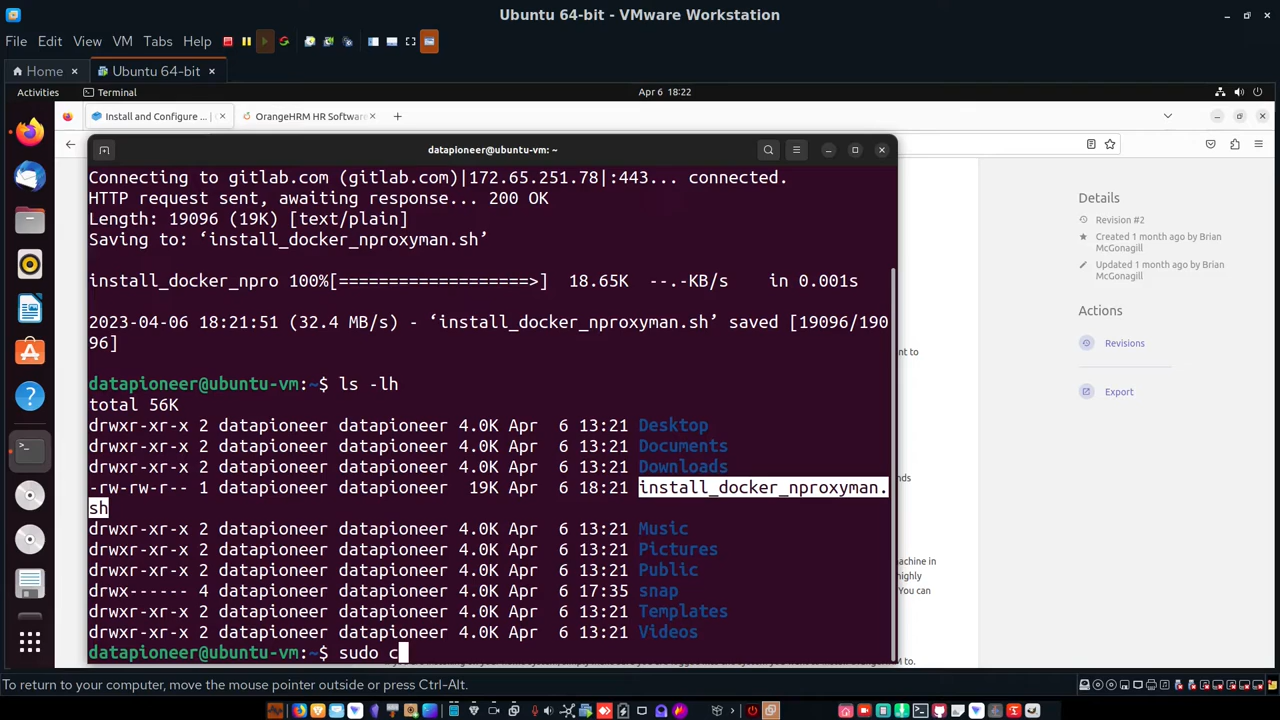 Ubuntu 64-bit - VMware Workstation
File Edit View VM Tabs Help
Home × Ubuntu 64-bit ×
Activities Terminal Apr 6 18:22
Install and Configure ... × OrangeHRM HR Software ×
datapioneer@ubuntu-vm: ~
Connecting to gitlab.com (gitlab.com)|172.65.251.78|:443... connected.
HTTP request sent, awaiting response... 200 OK
Length: 19096 (19K) [text/plain]
Saving to: ‘install_docker_nproxyman.sh’
install_docker_npro 100%[==================>] 18.65K --.-KB/s in 0.001s
2023-04-06 18:21:51 (32.4 MB/s) - ‘install_docker_nproxyman.sh’ saved [19096/190
96]
datapioneer@ubuntu-vm:~$ ls -lh
total 56K
drwxr-xr-x 2 datapioneer datapioneer 4.0K Apr 6 13:21 Desktop
drwxr-xr-x 2 datapioneer datapioneer 4.0K Apr 6 13:21 Documents
drwxr-xr-x 2 datapioneer datapioneer 4.0K Apr 6 13:21 Downloads
-rw-rw-r-- 1 datapioneer datapioneer 19K Apr 6 18:21 install_docker_nproxyman.
sh
drwxr-xr-x 2 datapioneer datapioneer 4.0K Apr 6 13:21 Music
drwxr-xr-x 2 datapioneer datapioneer 4.0K Apr 6 13:21 Pictures
drwxr-xr-x 2 datapioneer datapioneer 4.0K Apr 6 13:21 Public
drwx------ 4 datapioneer datapioneer 4.0K Apr 6 17:35 snap
drwxr-xr-x 2 datapioneer datapioneer 4.0K Apr 6 13:21 Templates
drwxr-xr-x 2 datapioneer datapioneer 4.0K Apr 6 13:21 Videos
datapioneer@ubuntu-vm:~$ sudo c
Details
Revision #2
Created 1 month ago by Brian
McGonagill
Updated 1 month ago by Brian
McGonagill
Actions
Revisions
Export
nt to
nds
machine in
highly
You can
To return to your computer, move the mouse pointer outside or press Ctrl-Alt.